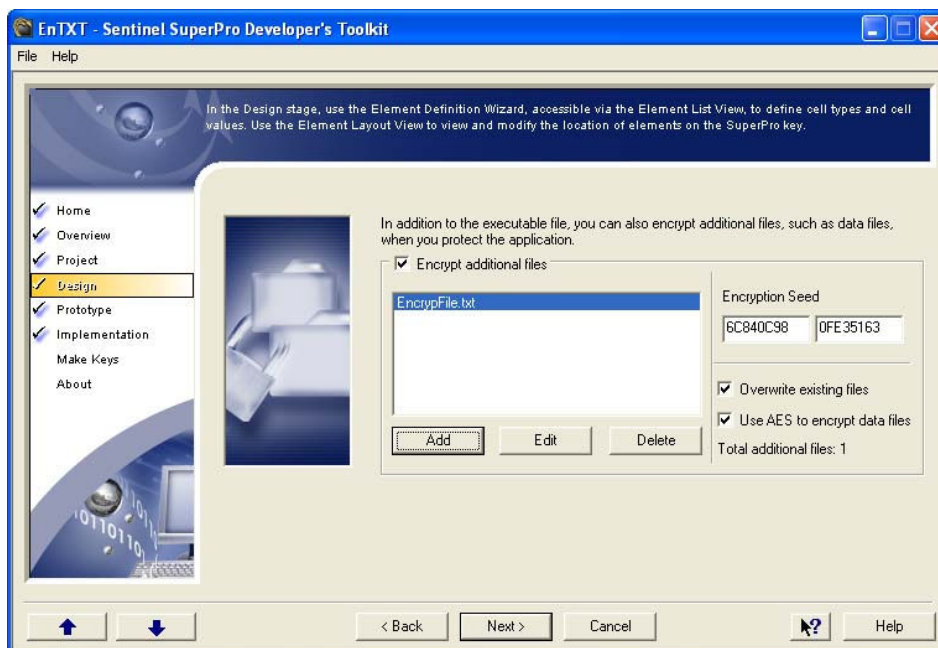 EnTXT - Sentinel SuperPro Developer's Toolkit
File Help
In the Design stage, use the Element Definition Wizard, accessible via the Element List View, to define cell types and cell
values. Use the Element Layout View to view and modify the location of elements on the SuperPro key.
Home
Overview
Project
Design
Prototype
Implementation
Make Keys
About
In addition to the executable file, you can also encrypt additional files, such as data files,
when you protect the application.
Encrypt additional files
EncrypFile.txt
Add Edit Delete
Encryption Seed
6C840C98 0FE35163
Overwrite existing files
Use AES to encrypt data files
Total additional files: 1
< Back Next > Cancel Help